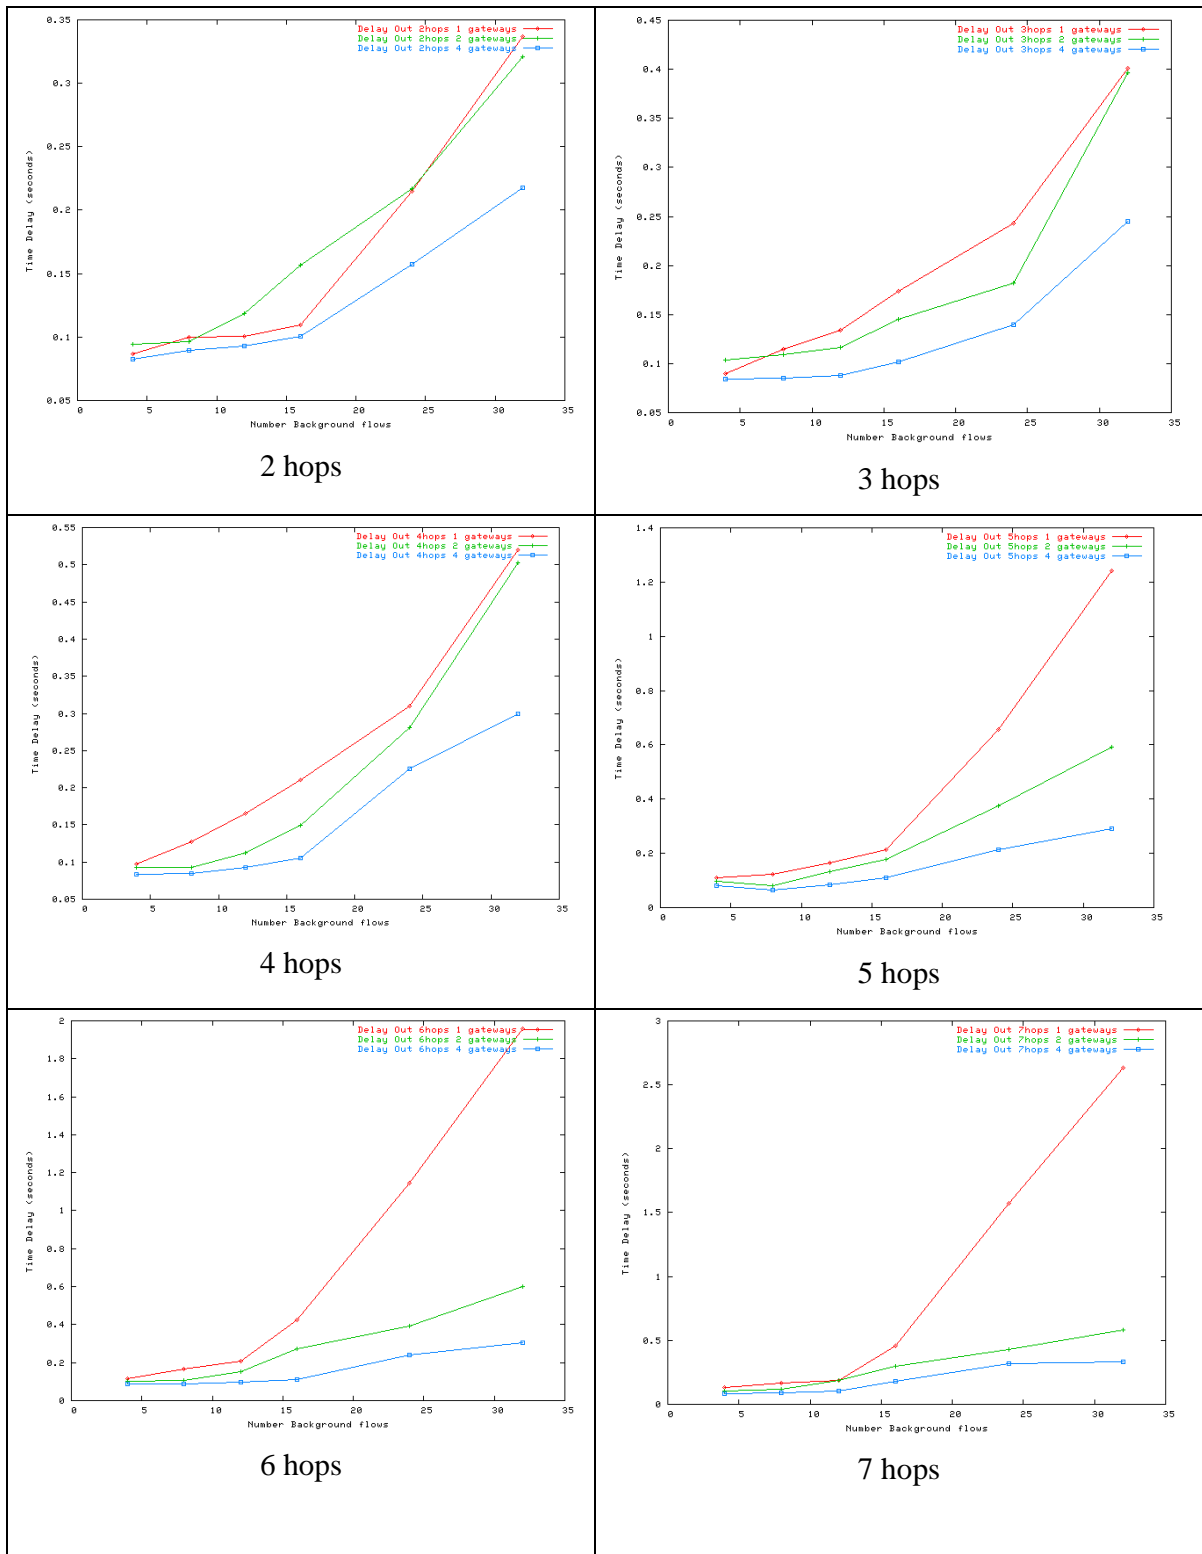 0.35
0.3
0.25
0.2
0.15
0.1
0.05
0 5 10 15 20 25 30 35
Time Delay (seconds)
Number Background flows
Delay Out 2hops 1 gateways
Delay Out 2hops 2 gateways
Delay Out 2hops 4 gateways
2 hops
0.45
0.4
0.35
0.3
0.25
0.2
0.15
0.1
0.05
0 5 10 15 20 25 30 35
Time Delay (seconds)
Number Background flows
Delay Out 3hops 1 gateways
Delay Out 3hops 2 gateways
Delay Out 3hops 4 gateways
3 hops
0.55
0.5
0.45
0.4
0.35
0.3
0.25
0.2
0.15
0.1
0.05
0 5 10 15 20 25 30 35
Time Delay (seconds)
Number Background flows
Delay Out 4hops 1 gateways
Delay Out 4hops 2 gateways
Delay Out 4hops 4 gateways
4 hops
1.4
1.2
1
0.8
0.6
0.4
0.2
0
0 5 10 15 20 25 30 35
Time Delay (seconds)
Number Background flows
Delay Out 5hops 1 gateways
Delay Out 5hops 2 gateways
Delay Out 5hops 4 gateways
5 hops
2
1.8
1.6
1.4
1.2
1
0.8
0.6
0.4
0.2
0
0 5 10 15 20 25 30 35
Time Delay (seconds)
Number Background flows
Delay Out 6hops 1 gateways
Delay Out 6hops 2 gateways
Delay Out 6hops 4 gateways
6 hops
3
2.5
2
1.5
1
0.5
0
0 5 10 15 20 25 30 35
Time Delay (seconds)
Number Background flows
Delay Out 7hops 1 gateways
Delay Out 7hops 2 gateways
Delay Out 7hops 4 gateways
7 hops